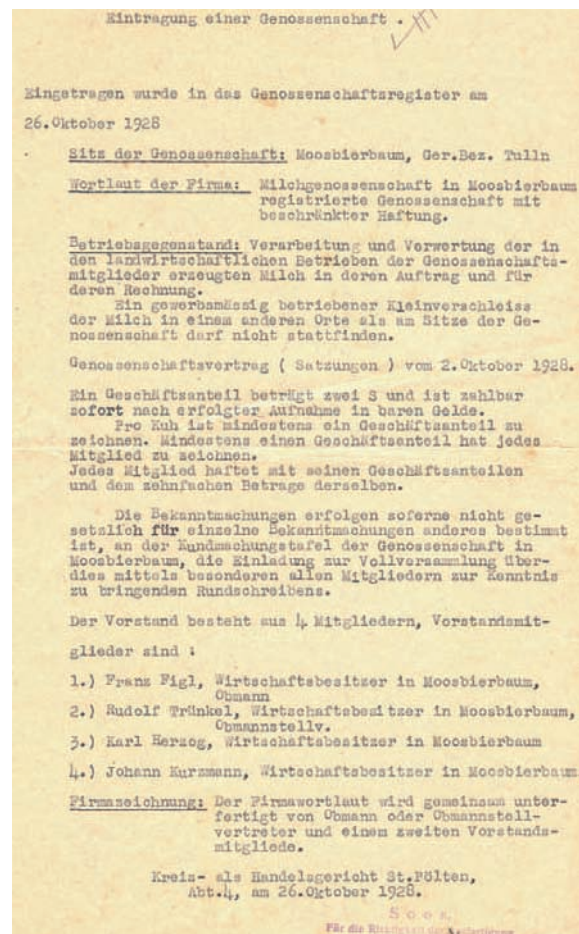 Eintragung einer Genossenschaft .
Eingetragen wurde in das Genossenschaftsregister am
26.Oktober 1928
Sitz der Genossenschaft: Moosbierbaum, Ger.Bez. Tulln
Wortlaut der Firma: Milchgenossenschaft in Moosbierbaum
registrierte Genossenschaft mit
beschränkter Haftung.
Betriebsgegenstand: Verarbeitung und Verwertung der in
den landwirtschaftlichen Betrieben der Genossenschafts-
mitglieder erzeugten Milch in deren Auftrag und für
deren Rechnung.
Ein gewerbsmässig betriebener Kleinverschleiss
der Milch in einem anderen Orte als am Sitze der Ge-
nossenschaft darf nicht stattfinden.
Genossenschaftsvertrag ( Satzungen ) vom 2.Oktober 1928.
Ein Geschäftsanteil beträgt zwei S und ist zahlbar
sofort nach erfolgter Aufnahme in baren Gelde.
Pro Kuh ist mindestens ein Geschäftsanteil zu
zeichnen. Mindestens einen Geschäftsanteil hat jedes
Mitglied zu zeichnen.
Jedes Mitglied haftet mit seinen Geschäftsanteilen
und dem zehnfachen Betrage derselben.
Die Bekanntmachungen erfolgen soferne nicht ge-
setzlich für einzelne Bekanntmachungen anderes bestimmt
ist, an der Kundmachungstafel der Genossenschaft in
Moosbierbaum, die Einladung zur Vollversammlung über-
dies mittels besonderen allen Mitgliedern zur Kenntnis
zu bringenden Rundschreibens.
Der Vorstand besteht aus 4 Mitgliedern, Vorstandsmit-
glieder sind :
1.) Franz Figl, Wirtschaftsbesitzer in Moosbierbaum,
Obmann
2.) Rudolf Trünkel, Wirtschaftsbesitzer in Moosbierbaum,
Obmannstellv.
3.) Karl Herzog, Wirtschaftsbesitzer in Moosbierbaum
4.) Johann Kurzmann, Wirtschaftsbesitzer in Moosbierbaum
Firmazeichnung: Der Firmawortlaut wird gemeinsam unter-
fertigt von Obmann oder Obmannstell-
vertreter und einem zweiten Vorstands-
mitgliede.
Kreis- als Handelsgericht St.Pölten,
Abt.4, am 26.Oktober 1928.
Soos,
Für die Richtigkeit der Ausfertigung